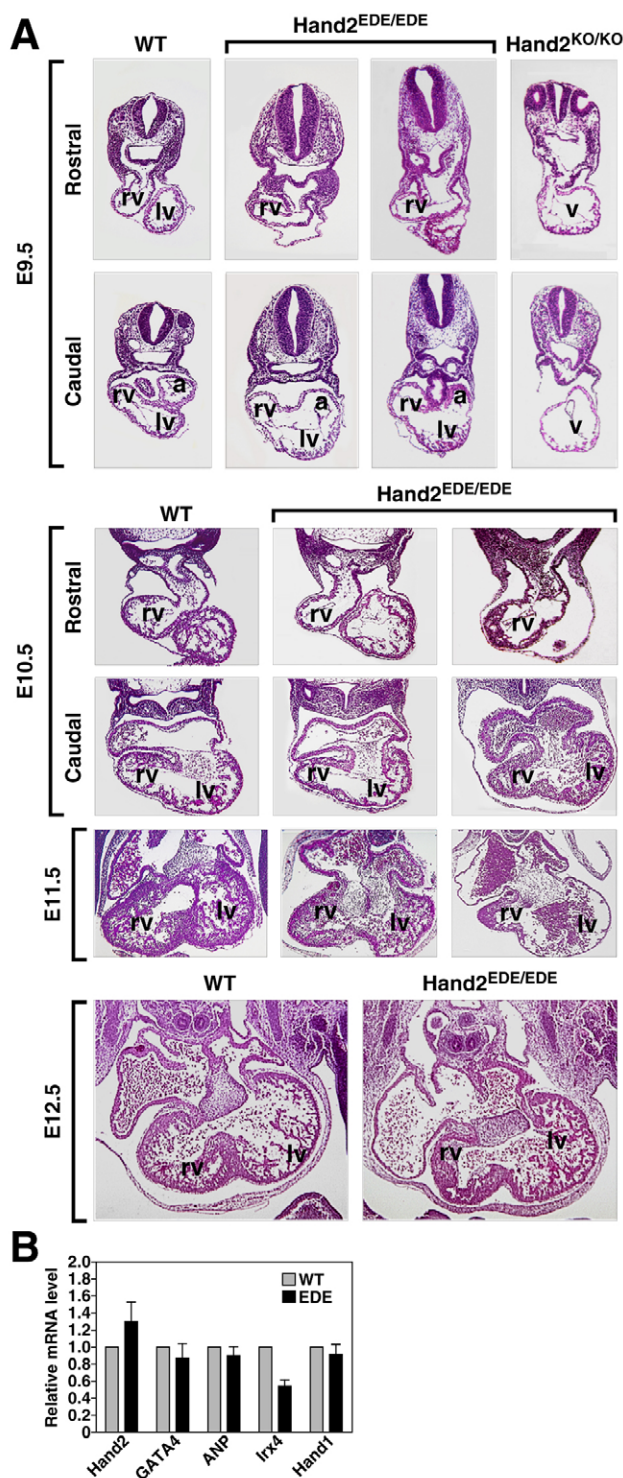 A
WT
Hand2EDE/EDE
Hand2KO/KO
E9.5
Rostral
rv
lv
rv
rv
v
Caudal
rv
a
lv
rv
a
lv
rv
a
lv
v
WT
Hand2EDE/EDE
E10.5
Rostral
rv
rv
rv
Caudal
rv
lv
rv
lv
rv
lv
E11.5
rv
lv
rv
lv
rv
lv
WT
Hand2EDE/EDE
E12.5
rv
lv
rv
lv
B
Relative mRNA level
2.0
1.8
1.6
1.4
1.2
1.0
0.8
0.6
0.4
0.2
0
WT
EDE
Hand2
GATA4
ANP
Irx4
Hand1